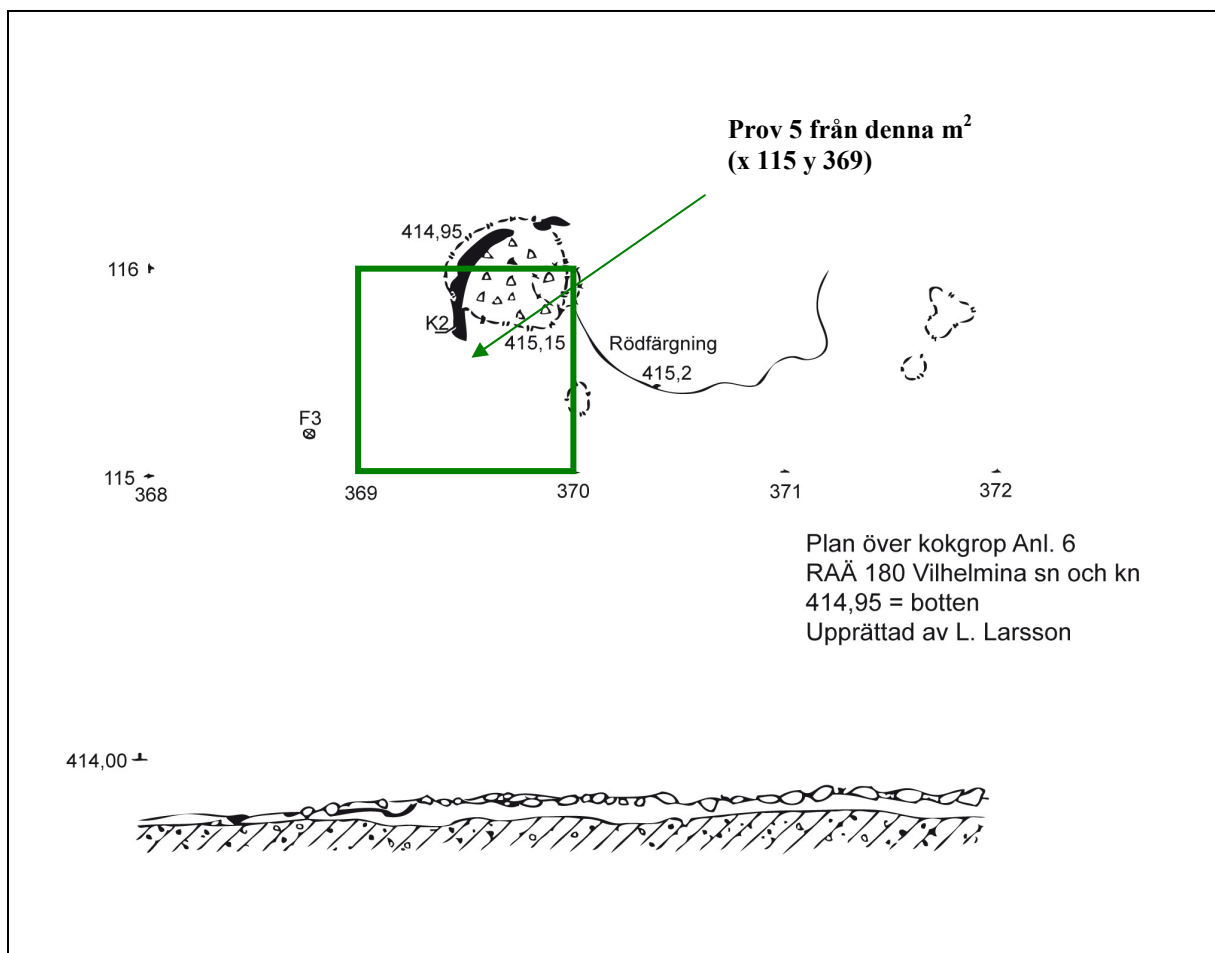 Prov 5 från denna m²
(x 115 y 369)
414,95
116
K2
415,15
Rödfärgning
415,2
F3
115
368
369
370
371
372
Plan över kokgrop Anl. 6
RAÄ 180 Vilhelmina sn och kn
414,95 = botten
Upprättad av L. Larsson
414,00